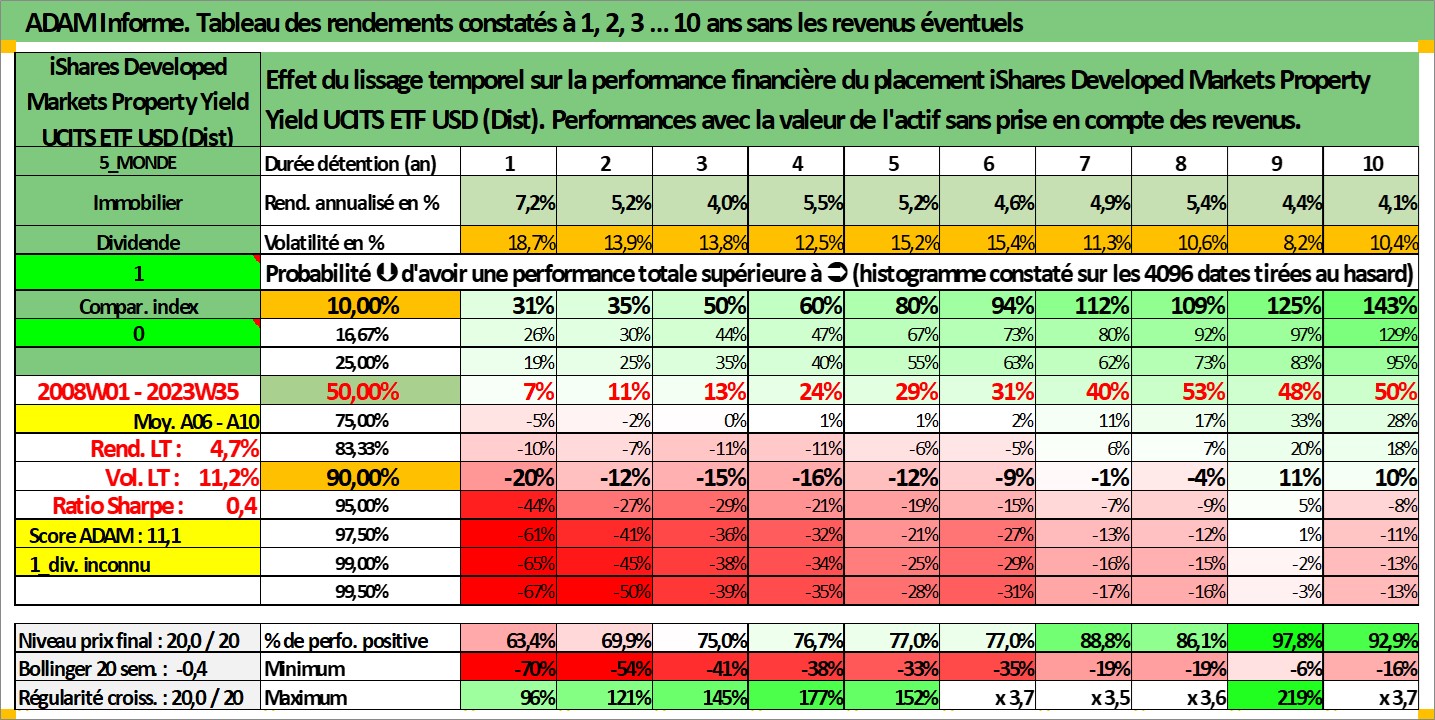 ADAM Informe. Tableau des rendements constatés à 1, 2, 3 ... 10 ans sans les revenus éventuels
iShares Developed
Markets Property Yield
UCITS ETF USD (Dist)
Effet du lissage temporel sur la performance financière du placement iShares Developed Markets Property
Yield UCITS ETF USD (Dist). Performances avec la valeur de l'actif sans prise en compte des revenus.
5_MONDE Durée détention (an) 1 2 3 4 5 6 7 8 9 10
Immobilier Rend. annualisé en % 7,2% 5,2% 4,0% 5,5% 5,2% 4,6% 4,9% 5,4% 4,4% 4,1%
Dividende Volatilité en % 18,7% 13,9% 13,8% 12,5% 15,2% 15,4% 11,3% 10,6% 8,2% 10,4%
1 Probabilité ⮋ d'avoir une performance totale supérieure à ⮊ (histogramme constaté sur les 4096 dates tirées au hasard)
Compar. index 10,00% 31% 35% 50% 60% 80% 94% 112% 109% 125% 143%
0 16,67% 26% 30% 44% 47% 67% 73% 80% 92% 97% 129%
25,00% 19% 25% 35% 40% 55% 63% 62% 73% 83% 95%
2008W01 - 2023W35 50,00% 7% 11% 13% 24% 29% 31% 40% 53% 48% 50%
Moy. A06 - A10 75,00% -5% -2% 0% 1% 1% 2% 11% 17% 33% 28%
Rend. LT : 4,7% 83,33% -10% -7% -11% -11% -6% -5% 6% 7% 20% 18%
Vol. LT : 11,2% 90,00% -20% -12% -15% -16% -12% -9% -1% -4% 11% 10%
Ratio Sharpe : 0,4 95,00% -44% -27% -29% -21% -19% -15% -7% -9% 5% -8%
Score ADAM : 11,1 97,50% -61% -41% -36% -32% -21% -27% -13% -12% 1% -11%
1_div. inconnu 99,00% -65% -45% -38% -34% -25% -29% -16% -15% -2% -13%
99,50% -67% -50% -39% -35% -28% -31% -17% -16% -3% -13%
Niveau prix final : 20,0 / 20 % de perfo. positive 63,4% 69,9% 75,0% 76,7% 77,0% 77,0% 88,8% 86,1% 97,8% 92,9%
Bollinger 20 sem. : -0,4 Minimum -70% -54% -41% -38% -33% -35% -19% -19% -6% -16%
Régularité croiss. : 20,0 / 20 Maximum 96% 121% 145% 177% 152% x 3,7 x 3,5 x 3,6 219% x 3,7